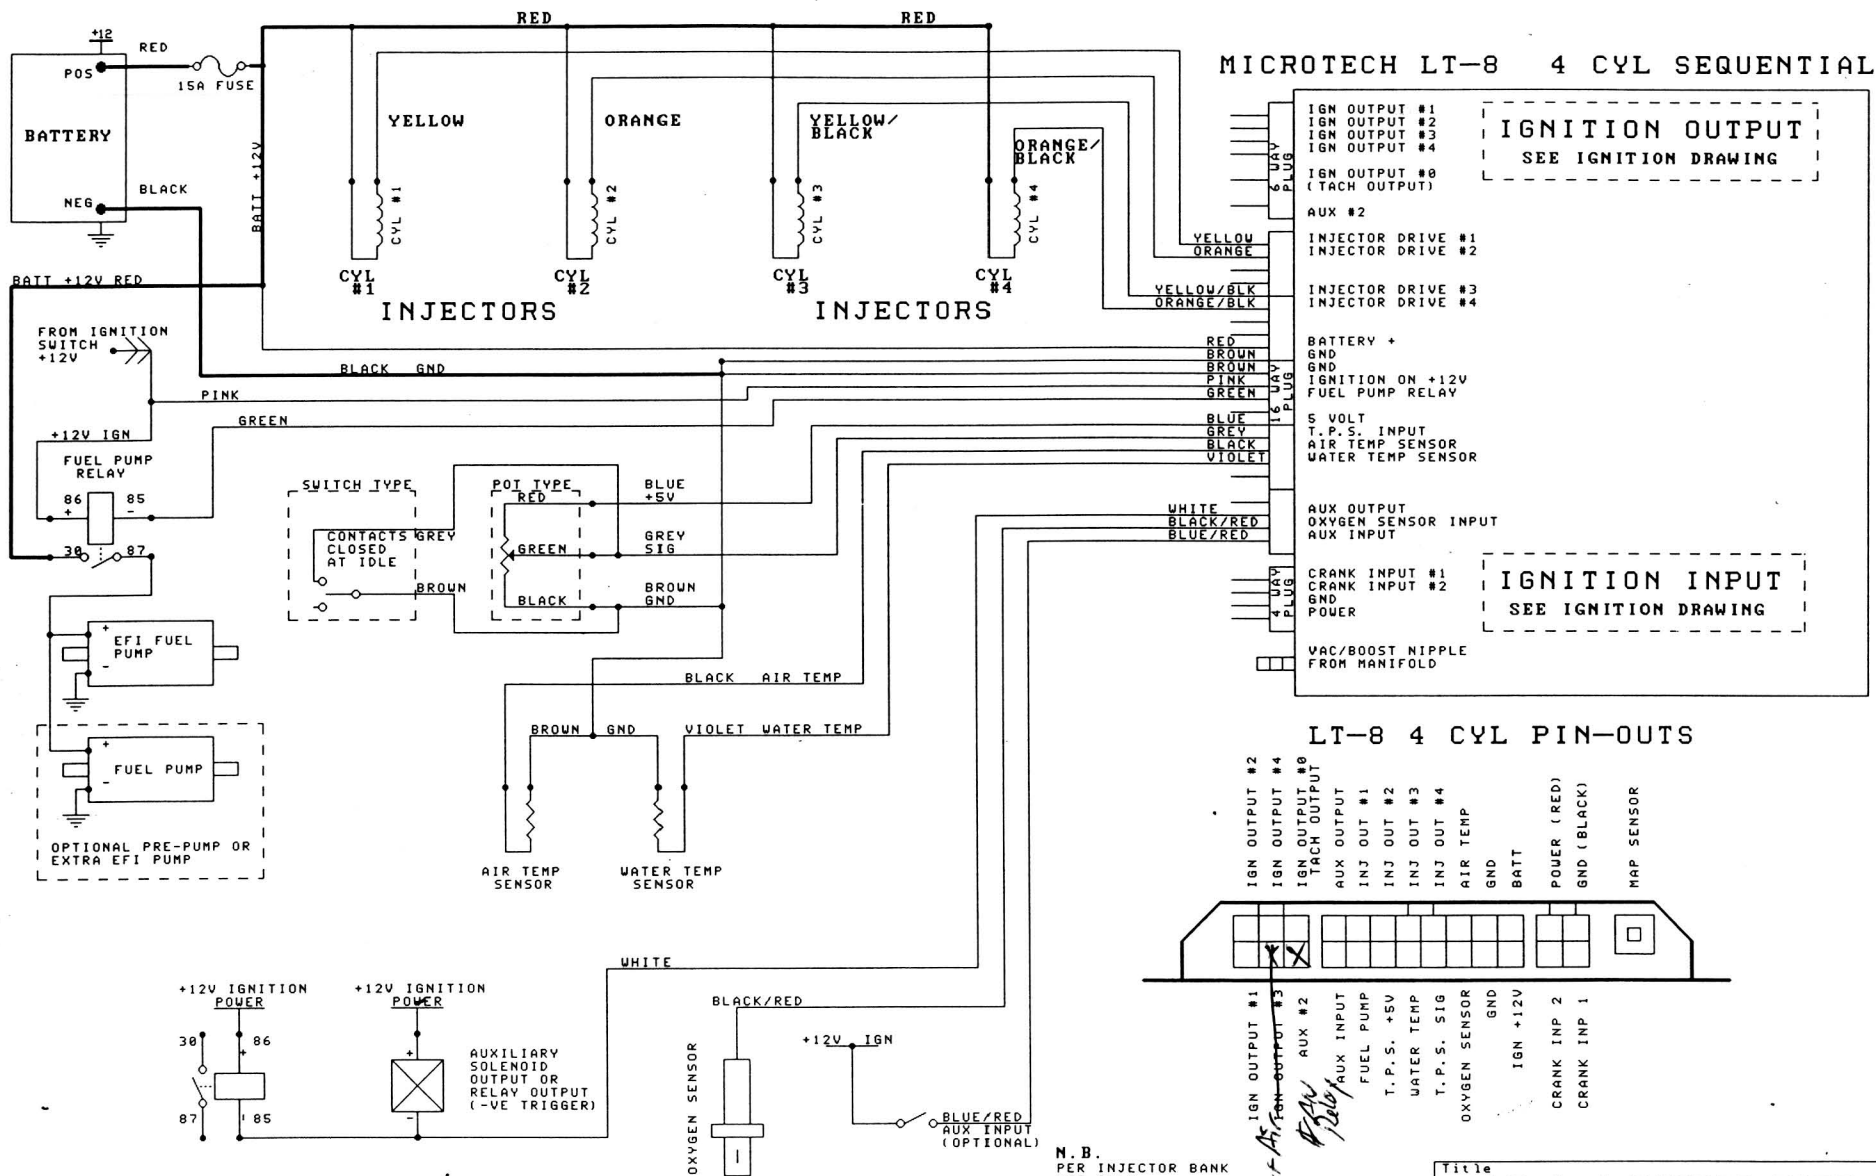 RED
RED
+12
RED
POS
15A FUSE
BATTERY
BATT +12V
BLACK
NEG
BATT +12V RED
YELLOW
ORANGE
YELLOW/
BLACK
ORANGE/
BLACK
CYL #1
CYL #2
CYL #3
CYL #4
CYL
#1
CYL
#2
CYL
#3
CYL
#4
INJECTORS
INJECTORS
MICROTECH LT-8 4 CYL SEQUENTIAL
6 WAY
PLUG
IGN OUTPUT #1
IGN OUTPUT #2
IGN OUTPUT #3
IGN OUTPUT #4
IGN OUTPUT #0
(TACH OUTPUT)
AUX #2
IGNITION OUTPUT
SEE IGNITION DRAWING
YELLOW INJECTOR DRIVE #1
ORANGE INJECTOR DRIVE #2
YELLOW/BLK INJECTOR DRIVE #3
ORANGE/BLK INJECTOR DRIVE #4
RED BATTERY +
BROWN GND
BROWN GND
PINK IGNITION ON +12V
GREEN FUEL PUMP RELAY
16 WAY
PLUG
BLUE 5 VOLT
GREY T.P.S. INPUT
BLACK AIR TEMP SENSOR
VIOLET WATER TEMP SENSOR
WHITE AUX OUTPUT
BLACK/RED OXYGEN SENSOR INPUT
BLUE/RED AUX INPUT
4 WAY
PLUG
CRANK INPUT #1
CRANK INPUT #2
GND
POWER
IGNITION INPUT
SEE IGNITION DRAWING
VAC/BOOST NIPPLE
FROM MANIFOLD
FROM IGNITION
SWITCH
+12V
BLACK GND
PINK
GREEN
+12V IGN
FUEL PUMP
RELAY
86 85
+ -
30 87
SWITCH TYPE
CONTACTS
CLOSED
AT IDLE
GREY
BROWN
POT TYPE
RED
GREEN
BLACK
BLUE
+5V
GREY
SIG
BROWN
GND
+
EFI FUEL
PUMP
-
+
FUEL PUMP
-
OPTIONAL PRE-PUMP OR
EXTRA EFI PUMP
BLACK AIR TEMP
BROWN GND
VIOLET WATER TEMP
AIR TEMP
SENSOR
WATER TEMP
SENSOR
LT-8 4 CYL PIN-OUTS
IGN OUTPUT #2
IGN OUTPUT #4
IGN OUTPUT #0
TACH OUTPUT
AUX OUTPUT
INJ OUT #1
INJ OUT #2
INJ OUT #3
INJ OUT #4
AIR TEMP
GND
BATT
POWER (RED)
GND (BLACK)
MAP SENSOR
IGN OUTPUT #1
IGN OUTPUT #3
AUX #2
AUX INPUT
FUEL PUMP
T.P.S. +5V
WATER TEMP
T.P.S. SIG
OXYGEN SENSOR
GND
IGN +12V
CRANK INP 2
CRANK INP 1
FAN
Relay
WHITE
+12V IGNITION
POWER
30 86
+
87 85
-
+12V IGNITION
POWER
+
-
AUXILIARY
SOLENOID
OUTPUT OR
RELAY OUTPUT
(-VE TRIGGER)
BLACK/RED
OXYGEN SENSOR
+12V IGN
BLUE/RED
AUX INPUT
(OPTIONAL)
N.B.
PER INJECTOR BANK
Title